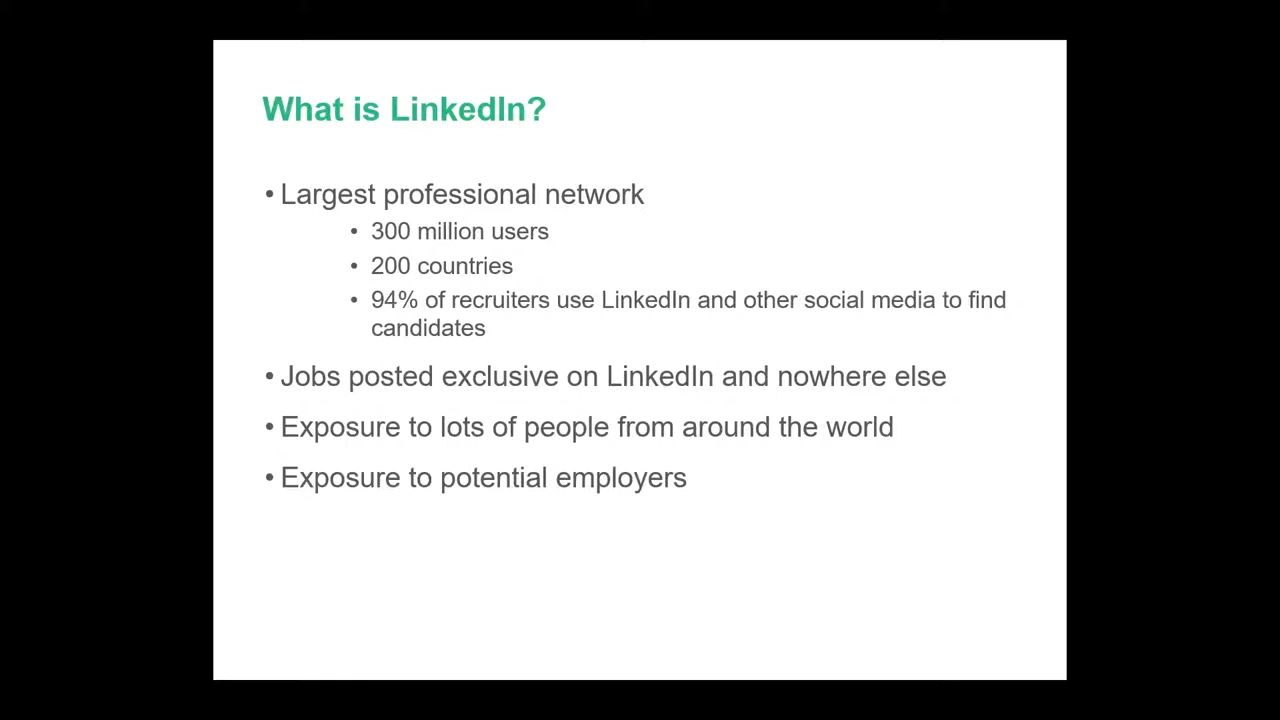 What is LinkedIn?
• Largest professional network
• 300 million users
• 200 countries
• 94% of recruiters use LinkedIn and other social media to find
candidates
• Jobs posted exclusive on LinkedIn and nowhere else
• Exposure to lots of people from around the world
• Exposure to potential employers